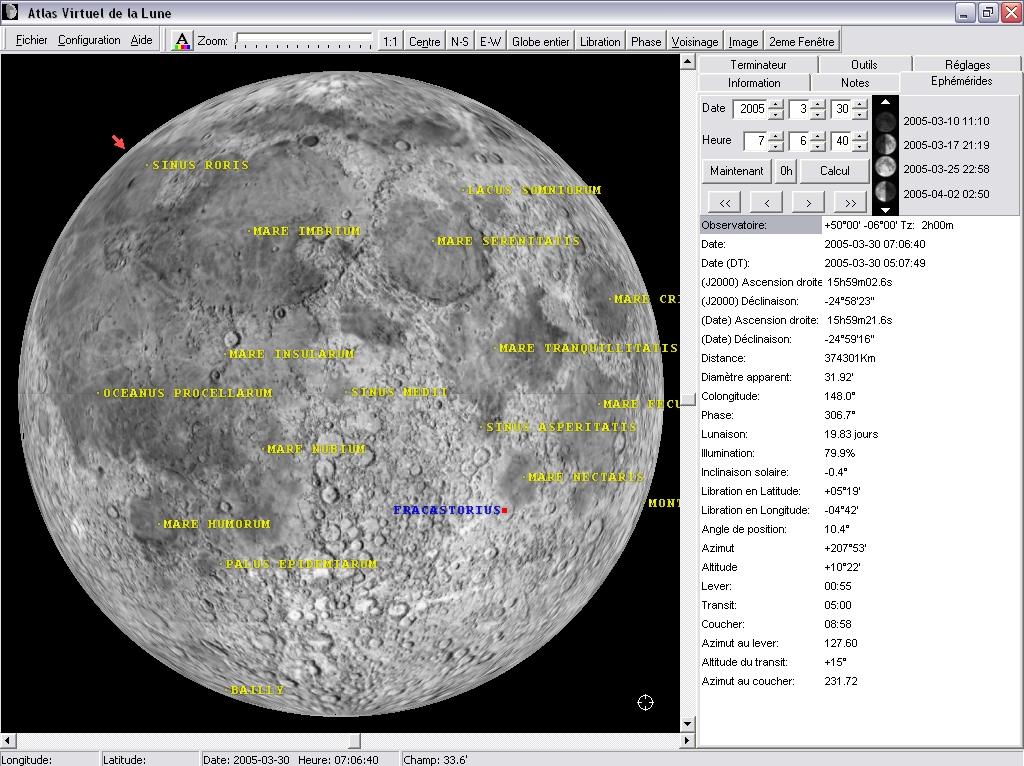 Atlas Virtuel de la Lune
Fichier Configuration Aide A Zoom: 1:1 Centre N-S E-W Globe entier Libration Phase Voisinage Image 2eme Fenêtre
Terminateur Outils Réglages
Information Notes Ephémérides
Date 2005 3 30
Heure 7 6 40
Maintenant 0h Calcul
<< < > >>
2005-03-10 11:10
2005-03-17 21:19
2005-03-25 22:58
2005-04-02 02:50
Observatoire: +50°00' -06°00' Tz: 2h00m
Date: 2005-03-30 07:06:40
Date (DT): 2005-03-30 05:07:49
(J2000) Ascension droite 15h59m02.6s
(J2000) Déclinaison: -24°58'23"
(Date) Ascension droite: 15h59m21.6s
(Date) Déclinaison: -24°59'16"
Distance: 374301Km
Diamètre apparent: 31.92'
Colongitude: 148.0°
Phase: 306.7°
Lunaison: 19.83 jours
Illumination: 79.9%
Inclinaison solaire: -0.4°
Libration en Latitude: +05°19'
Libration en Longitude: -04°42'
Angle de position: 10.4°
Azimut +207°53'
Altitude +10°22'
Lever: 00:55
Transit: 05:00
Coucher: 08:58
Azimut au lever: 127.60
Altitude du transit: +15°
Azimut au coucher: 231.72
SINUS RORIS
LACUS SOMNIORUM
MARE IMBRIUM
MARE SERENITATIS
MARE CRI
MARE INSULARUM
MARE TRANQUILLITATIS
OCEANUS PROCELLARUM
SINUS MEDII
MARE FECU
SINUS ASPERITATIS
MARE NUBIUM
MARE NECTARIS
MONT
FRACASTORIUS
MARE HUMORUM
PALUS EPIDEMIARUM
BAILLY
Longitude: Latitude: Date: 2005-03-30 Heure: 07:06:40 Champ: 33.6'